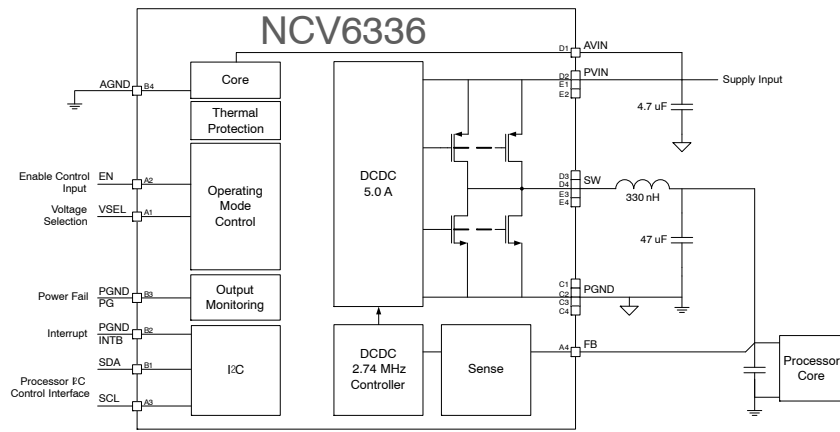 NCV6336
AGND
B4
Core
D1
AVIN
D2
PVIN
E1
E2
Supply Input
4.7 uF
Thermal
Protection
DCDC
5.0 A
Enable Control
Input
EN
A2
Voltage
Selection
VSEL
A1
Operating
Mode
Control
D3
SW
D4
E3
E4
330 nH
47 uF
Power Fail
PGND
PG
B3
Output
Monitoring
C1
C2
PGND
C3
C4
Interrupt
PGND
INTB
B2
SDA
B1
Processor I²C
Control Interface
SCL
A3
I²C
DCDC
2.74 MHz
Controller
Sense
A4
FB
Processor
Core